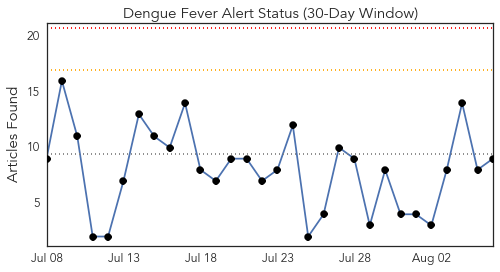 Dengue Fever Alert Status (30-Day Window)
Articles Found
20
15
10
5
Jul 08 Jul 13 Jul 18 Jul 23 Jul 28 Aug 02